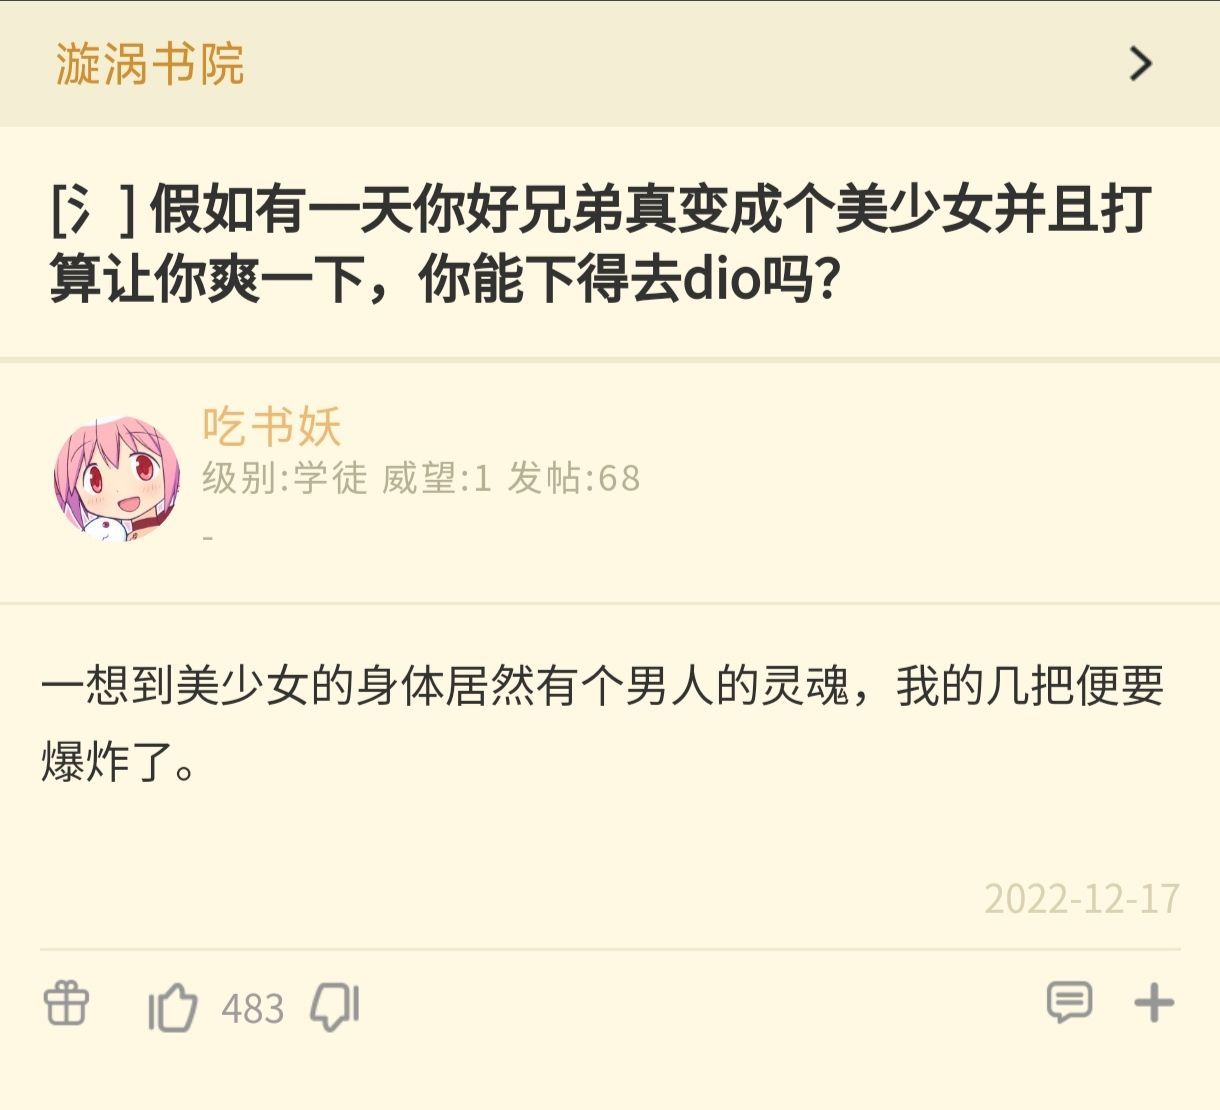 漩涡书院
[氵] 假如有一天你好兄弟真变成个美少女并且打
算让你爽一下，你能下得去dio吗？
吃书妖
级别:学徒 威望:1 发帖:68
-
一想到美少女的身体居然有个男人的灵魂，我的几把便要
爆炸了。
2022-12-17
483